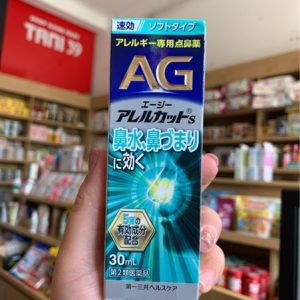 TANI
速効
ソフトタイプ
アレルギー専用点鼻薬
AG
エージー
アレルカットS
鼻水、鼻づまり
に効く
5種の
有効成分
配合
30mL
第2類医薬品
第一三共ヘルスケア